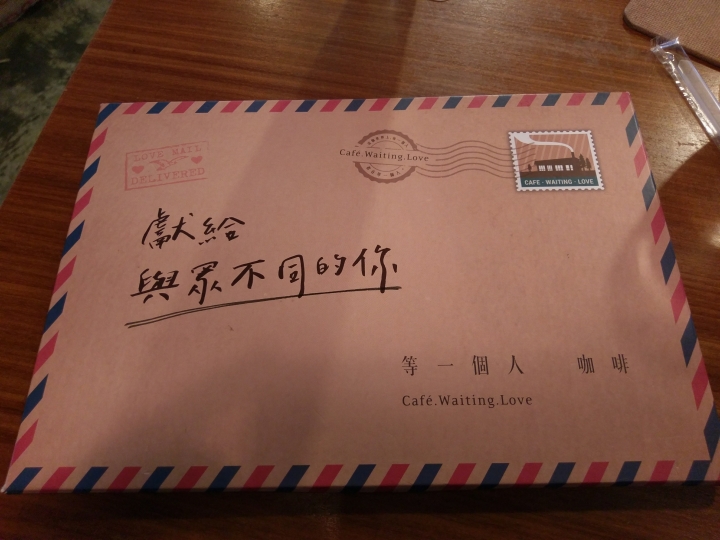 LOVE MAIL
DELIVERED
Café.Waiting.Love
CAFE · WAITING · LOVE
獻給
與眾不同的你
等一個人 咖啡
Café.Waiting.Love